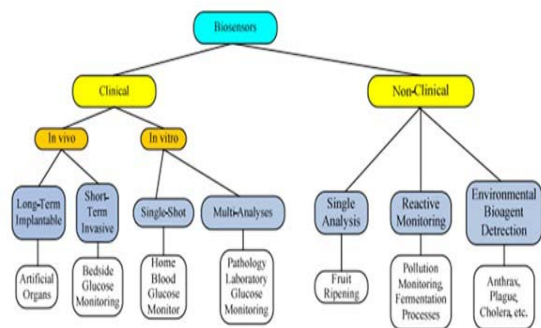 Biosensors
Clinical
Non-Clinical
In vivo
In vitro
Long-Term
Implantable
Short-
Term
Invasive
Single-Shot
Multi-Analyses
Single
Analysis
Reactive
Monitoring
Environmental
Bioagent
Detrection
Artificial
Organs
Bedside
Glucose
Monitoring
Home
Blood
Glucose
Monitor
Pathology
Laboratory
Glucose
Monitoring
Fruit
Ripening
Pollution
Monitoring,
Fermentation
Processes
Anthrax,
Plague,
Cholera, etc.